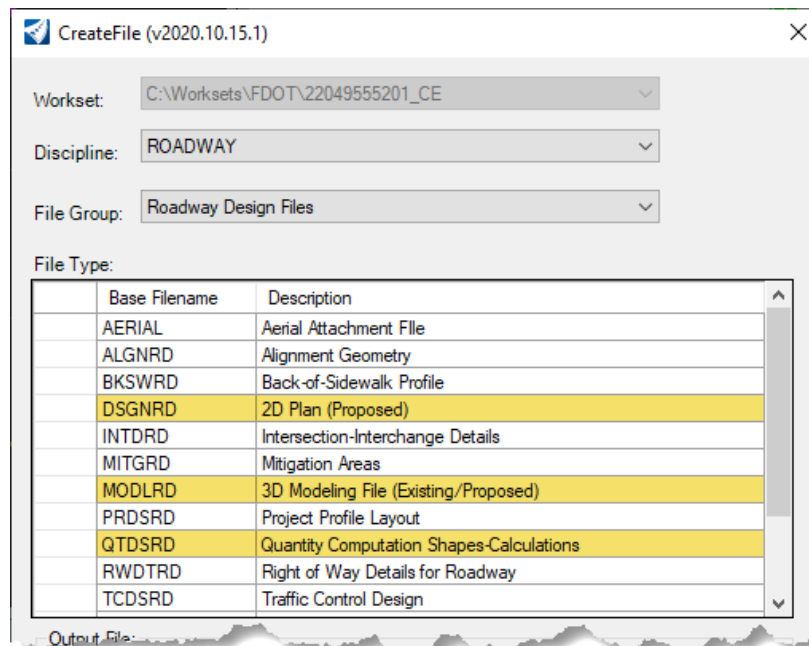 CreateFile (v2020.10.15.1)
Workset: C:\Worksets\FDOT\22049555201_CE
Discipline: ROADWAY
File Group: Roadway Design Files
File Type:
Base Filename Description
AERIAL Aerial Attachment FIle
ALGNRD Alignment Geometry
BKSWRD Back-of-Sidewalk Profile
DSGNRD 2D Plan (Proposed)
INTDRD Intersection-Interchange Details
MITGRD Mitigation Areas
MODLRD 3D Modeling File (Existing/Proposed)
PRDSRD Project Profile Layout
QTDSRD Quantity Computation Shapes-Calculations
RWDTRD Right of Way Details for Roadway
TCDSRD Traffic Control Design
Output File: